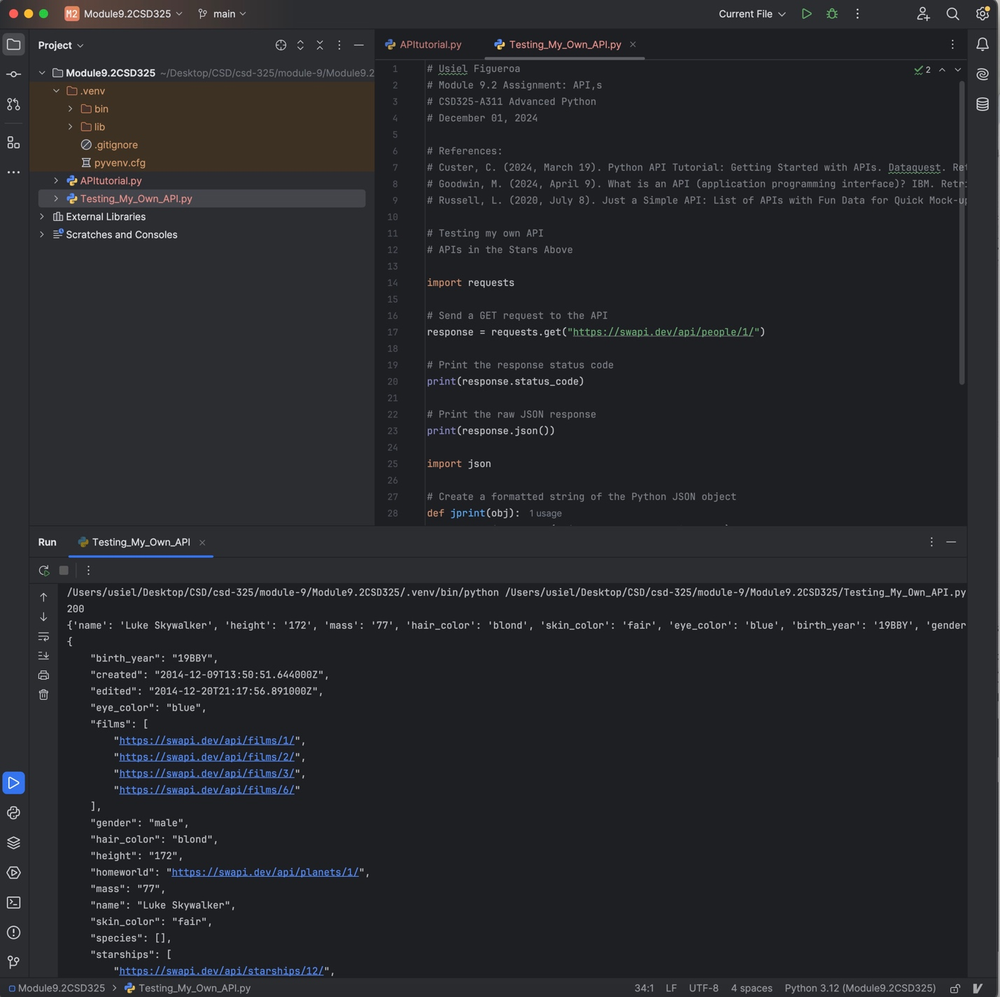 M2 Module9.2CSD325 main Current File
Project
APItutorial.py
Testing_My_Own_API.py
Module9.2CSD325 ~/Desktop/CSD/csd-325/module-9/Module9.2
.venv
bin
lib
.gitignore
pyvenv.cfg
APItutorial.py
Testing_My_Own_API.py
External Libraries
Scratches and Consoles
2
1 # Usiel Figueroa
2 # Module 9.2 Assignment: API,s
3 # CSD325-A311 Advanced Python
4 # December 01, 2024
5
6 # References:
7 # Custer, C. (2024, March 19). Python API Tutorial: Getting Started with APIs. Dataquest. Ret
8 # Goodwin, M. (2024, April 9). What is an API (application programming interface)? IBM. Retri
9 # Russell, L. (2020, July 8). Just a Simple API: List of APIs with Fun Data for Quick Mock-up
10
11 # Testing my own API
12 # APIs in the Stars Above
13
14 import requests
15
16 # Send a GET request to the API
17 response = requests.get("https://swapi.dev/api/people/1/")
18
19 # Print the response status code
20 print(response.status_code)
21
22 # Print the raw JSON response
23 print(response.json())
24
25 import json
26
27 # Create a formatted string of the Python JSON object
28 def jprint(obj): 1 usage
Run Testing_My_Own_API
/Users/usiel/Desktop/CSD/csd-325/module-9/Module9.2CSD325/.venv/bin/python /Users/usiel/Desktop/CSD/csd-325/module-9/Module9.2CSD325/Testing_My_Own_API.py
200
{'name': 'Luke Skywalker', 'height': '172', 'mass': '77', 'hair_color': 'blond', 'skin_color': 'fair', 'eye_color': 'blue', 'birth_year': '19BBY', 'gender
{
"birth_year": "19BBY",
"created": "2014-12-09T13:50:51.644000Z",
"edited": "2014-12-20T21:17:56.891000Z",
"eye_color": "blue",
"films": [
"https://swapi.dev/api/films/1/",
"https://swapi.dev/api/films/2/",
"https://swapi.dev/api/films/3/",
"https://swapi.dev/api/films/6/"
],
"gender": "male",
"hair_color": "blond",
"height": "172",
"homeworld": "https://swapi.dev/api/planets/1/",
"mass": "77",
"name": "Luke Skywalker",
"skin_color": "fair",
"species": [],
"starships": [
"https://swapi.dev/api/starships/12/",
Module9.2CSD325 > Testing_My_Own_API.py 34:1 LF UTF-8 4 spaces Python 3.12 (Module9.2CSD325)